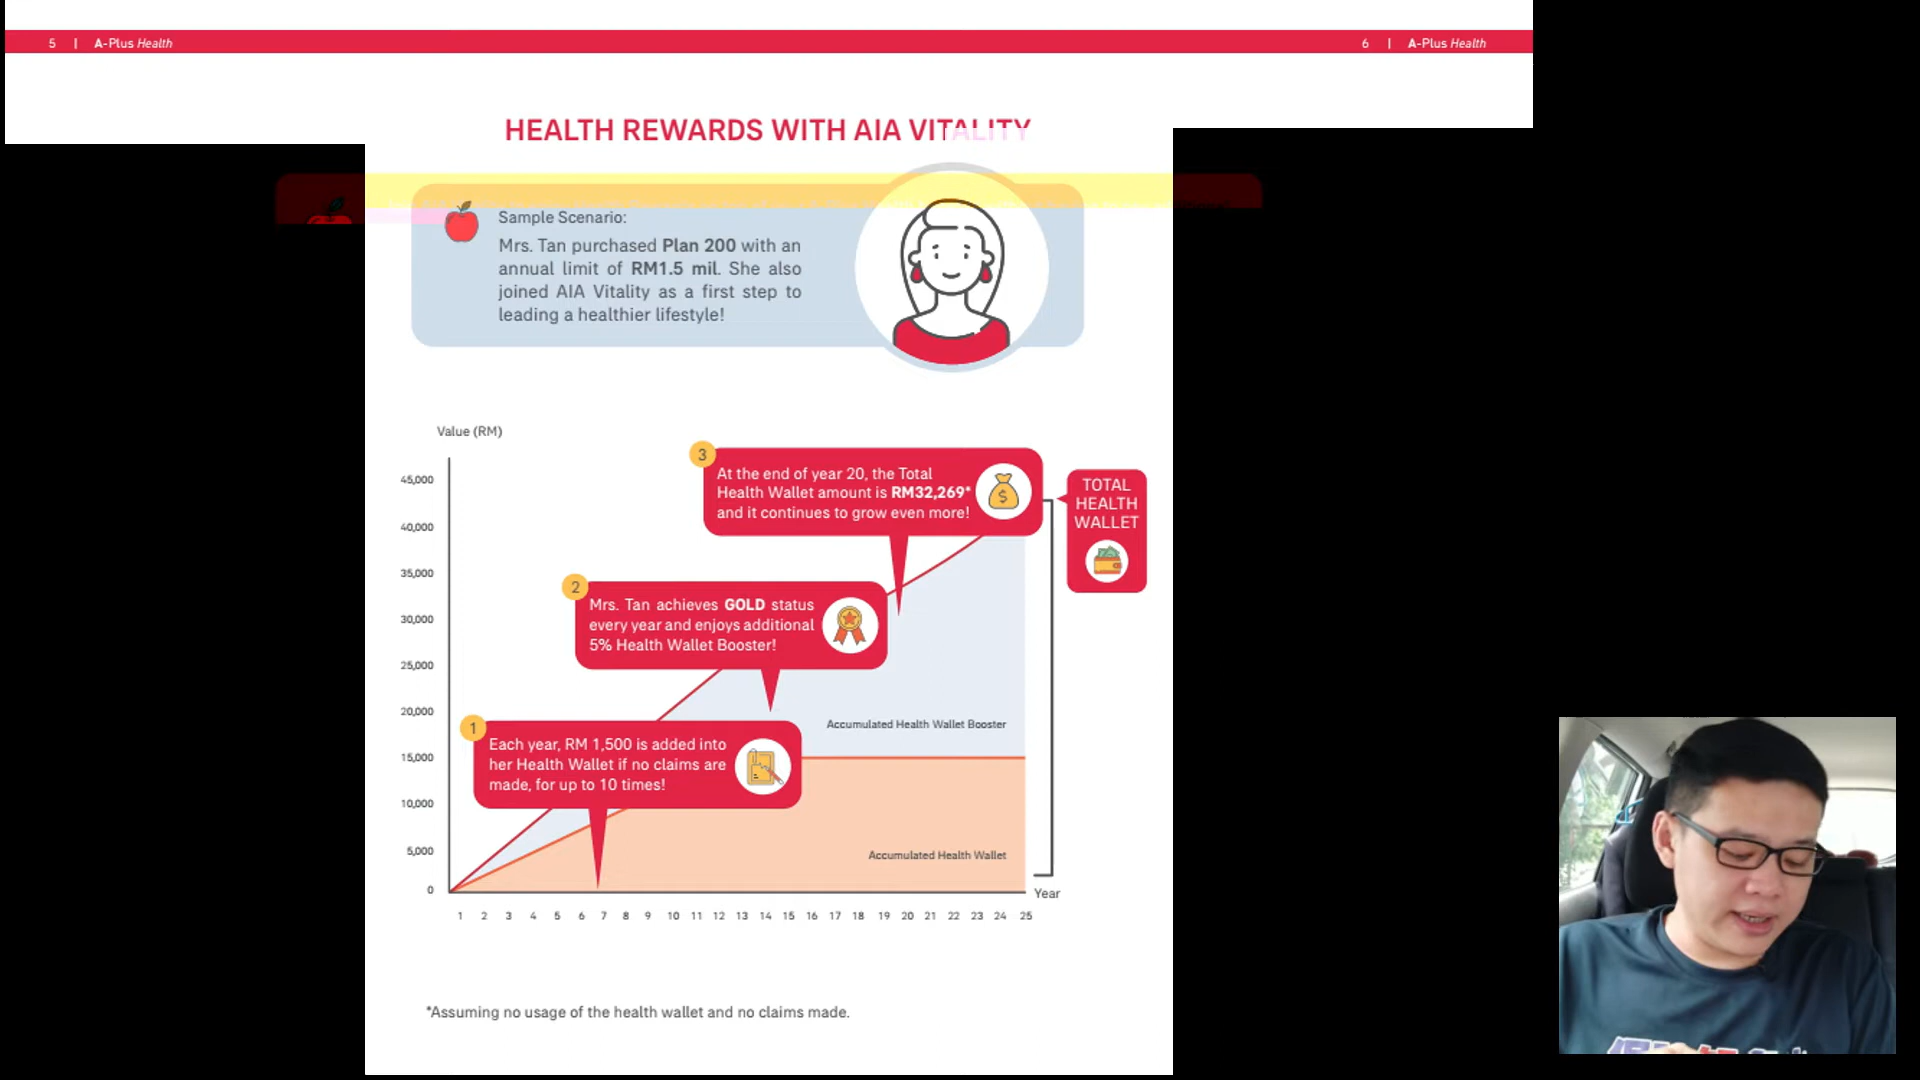 5 | A-Plus Health
6 | A-Plus Health
HEALTH REWARDS WITH AIA VITALITY
Sample Scenario:
Mrs. Tan purchased Plan 200 with an
annual limit of RM1.5 mil. She also
joined AIA Vitality as a first step to
leading a healthier lifestyle!
Value (RM)
45,000
40,000
35,000
30,000
25,000
20,000
15,000
10,000
5,000
0
3
At the end of year 20, the Total
Health Wallet amount is RM32,269*
and it continues to grow even more!
TOTAL
HEALTH
WALLET
2
Mrs. Tan achieves GOLD status
every year and enjoys additional
5% Health Wallet Booster!
Accumulated Health Wallet Booster
1
Each year, RM 1,500 is added into
her Health Wallet if no claims are
made, for up to 10 times!
Accumulated Health Wallet
Year
1 2 3 4 5 6 7 8 9 10 11 12 13 14 15 16 17 18 19 20 21 22 23 24 25
*Assuming no usage of the health wallet and no claims made.